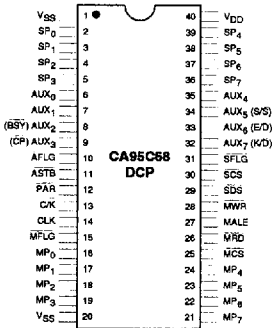 VSS 1 40 VDD
SP0 2 39 SP4
SP1 3 38 SP5
SP2 4 37 SP6
SP3 5 36 SP7
AUX0 6 35 AUX4
AUX1 7 34 AUX5 (S/S)
(BSY) AUX2 8 33 AUX6 (E/D)
(CP) AUX3 9 32 AUX7 (K/D)
CA95C68
DCP
AFLG 10 31 SFLG
ASTB 11 30 SCS
PAR 12 29 SDS
C/K 13 28 MWR
CLK 14 27 MALE
MFLG 15 26 MRD
MP0 16 25 MCS
MP1 17 24 MP4
MP2 18 23 MP5
MP3 19 22 MP6
VSS 20 21 MP7